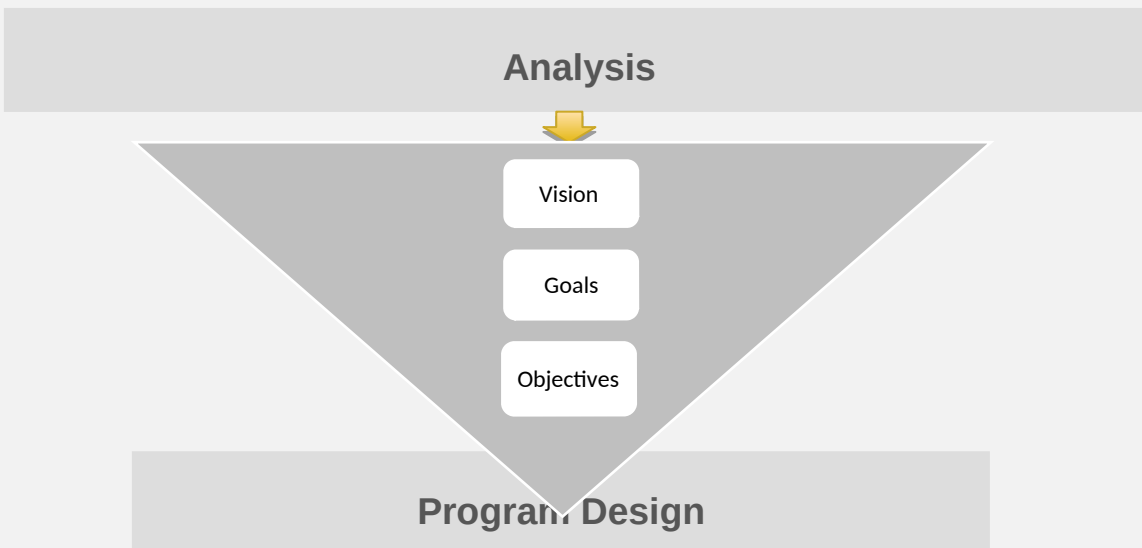 Analysis
Vision
Goals
Objectives
Program Design